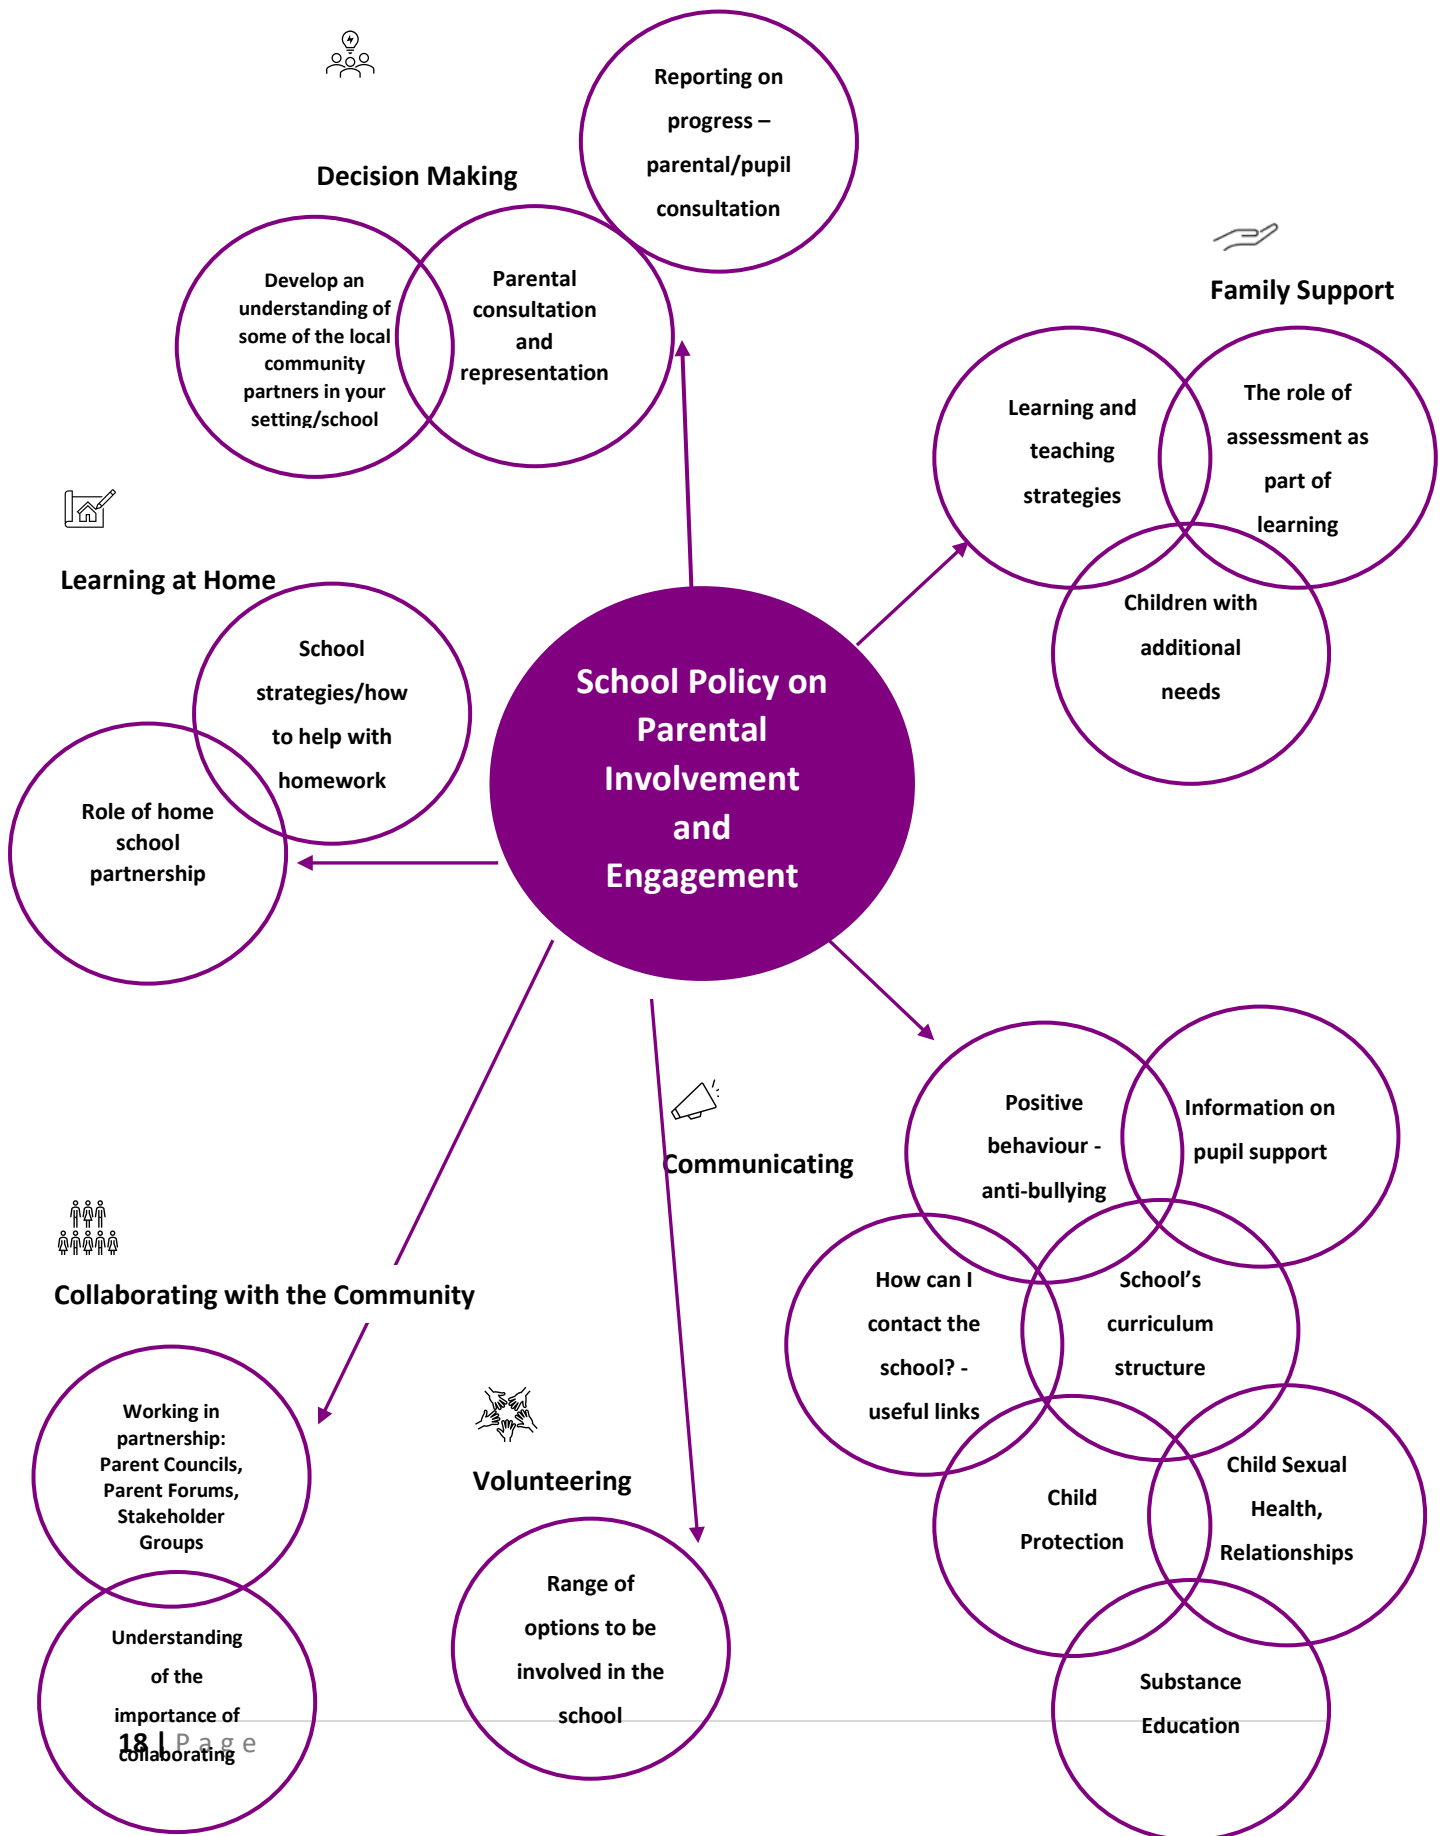 Decision Making
Reporting on
progress –
parental/pupil
consultation
Develop an
understanding of
some of the local
community
partners in your
setting/school
Parental
consultation
and
representation
Family Support
Learning and
teaching
strategies
The role of
assessment as
part of
learning
Children with
additional
needs
Learning at Home
School
strategies/how
to help with
homework
Role of home
school
partnership
School Policy on
Parental
Involvement
and
Engagement
Communicating
Positive
behaviour -
anti-bullying
Information on
pupil support
How can I
contact the
school? -
useful links
School’s
curriculum
structure
Child
Protection
Child Sexual
Health,
Relationships
Substance
Education
Collaborating with the Community
Working in
partnership:
Parent Councils,
Parent Forums,
Stakeholder
Groups
Understanding
of the
importance of
collaborating
Volunteering
Range of
options to be
involved in the
school
18 | Page